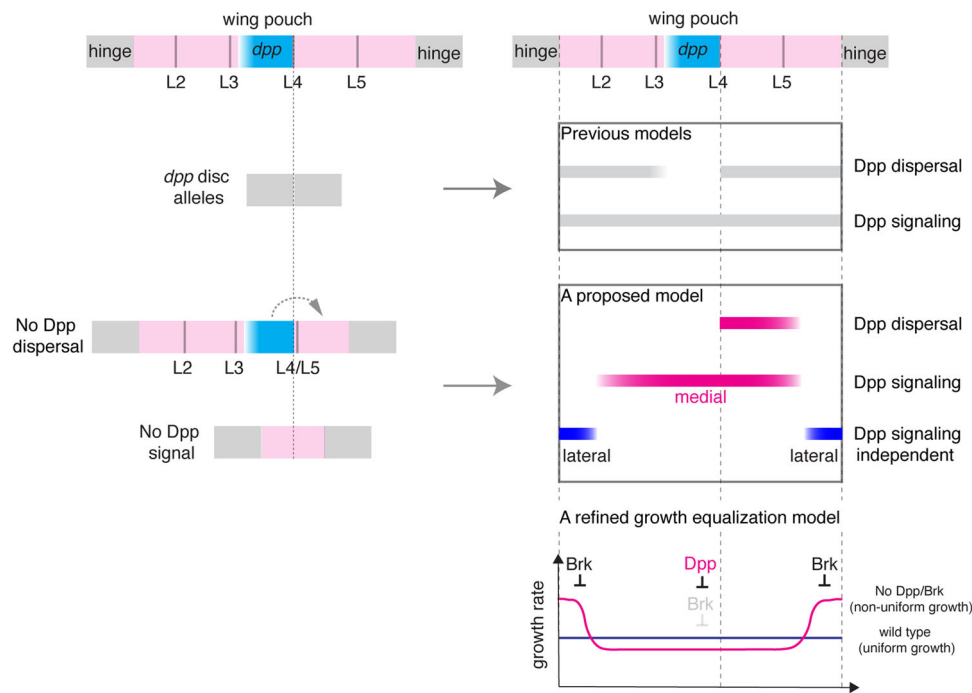 wing pouch
hinge
dpp
hinge
L2
L3
L4
L5
dpp disc
alleles
No Dpp
dispersal
L2
L3
L4/L5
No Dpp
signal
wing pouch
dpp
hinge
L2
L3
L4
L5
Previous models
Dpp dispersal
Dpp signaling
A proposed model
Dpp dispersal
Dpp signaling
medial
Dpp signaling
independent
lateral
lateral
A refined growth equalization model
growth rate
Brk
Dpp
Brk
Brk
No Dpp/Brk
(non-uniform growth)
wild type
(uniform growth)